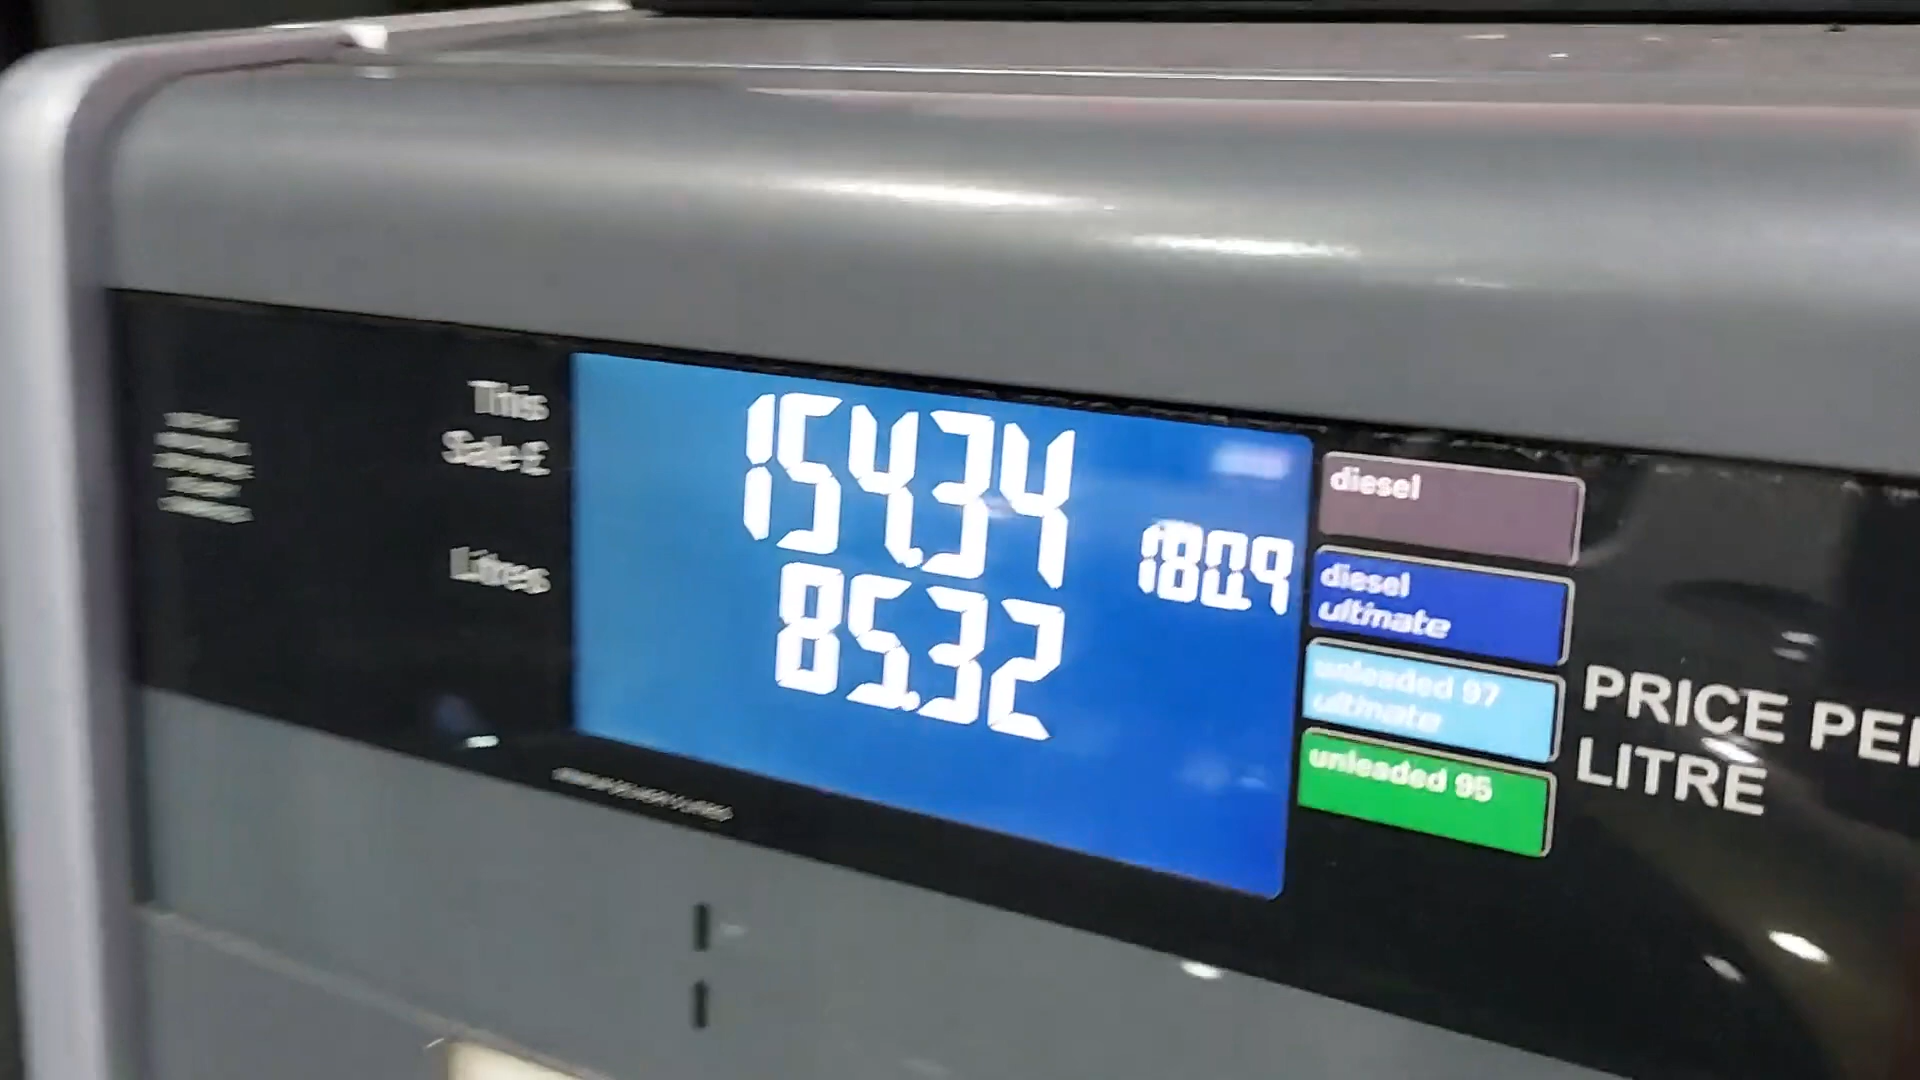 This
Sale £
154.34
Litres
85.32
180.9
diesel
diesel
ultimate
unleaded 97
ultimate
unleaded 95
PRICE PER
LITRE